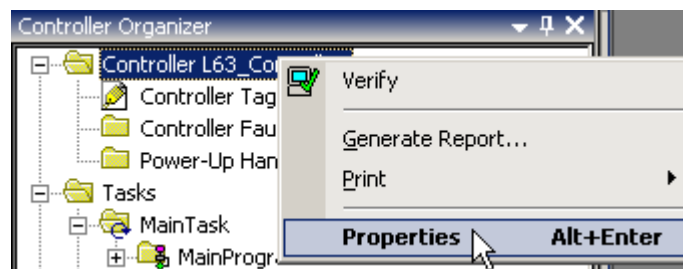 Controller Organizer
Controller L63_Co
Verify
Controller Tag
Controller Fau
Generate Report...
Power-Up Han
Print
Tasks
MainTask
Properties Alt+Enter
MainProgr